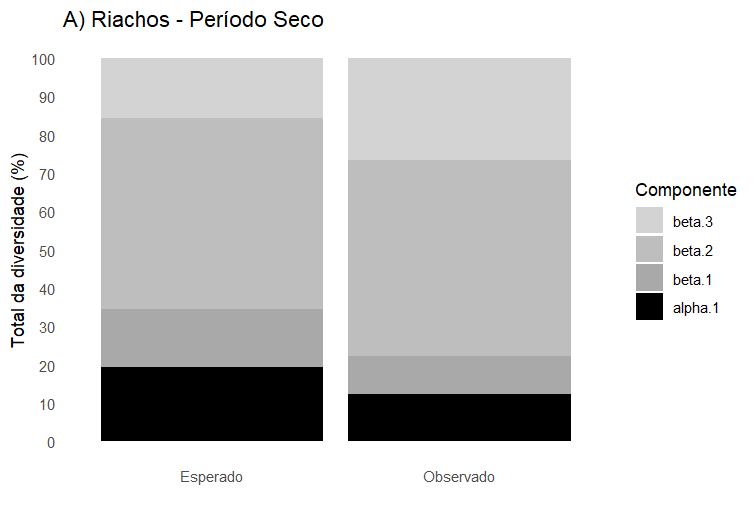 A) Riachos - Período Seco
Total da diversidade (%)
100
90
80
70
60
50
40
30
20
10
0
Esperado
Observado
Componente
beta.3
beta.2
beta.1
alpha.1